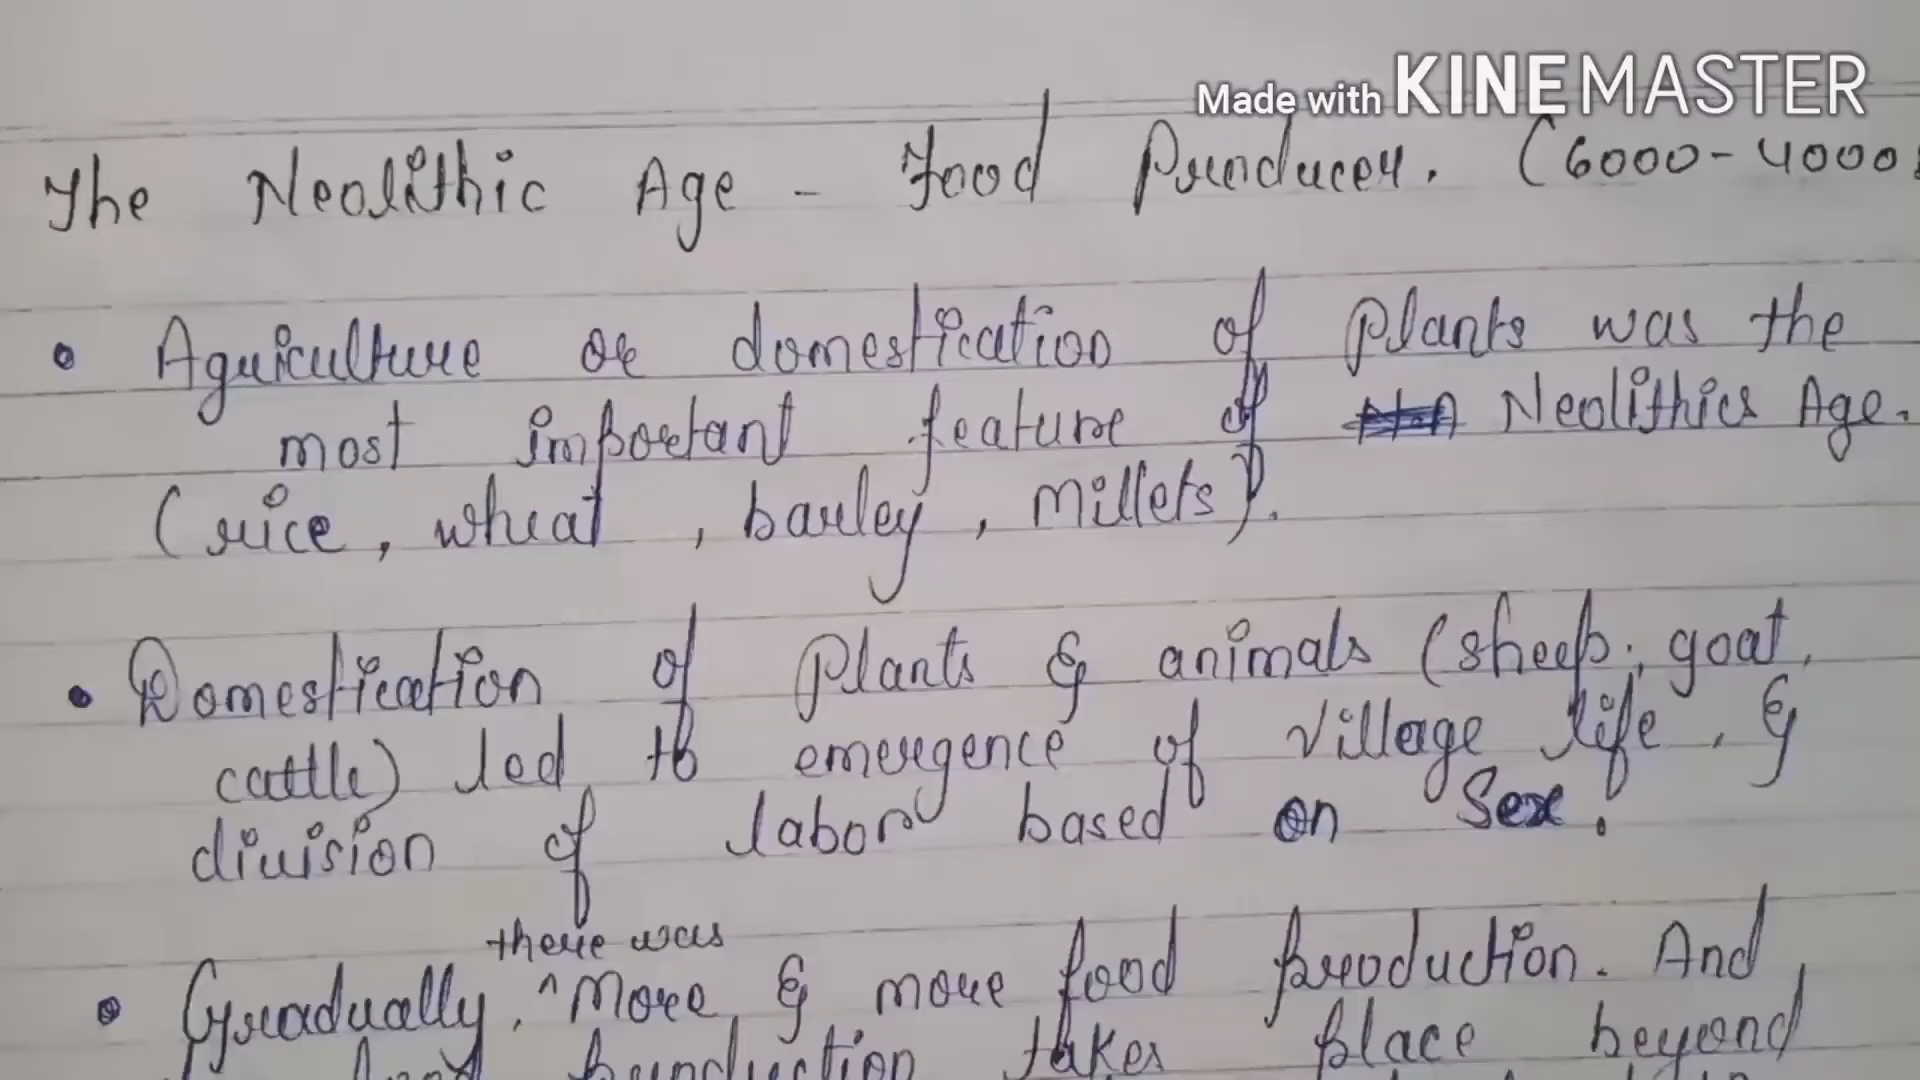 Made with KINEMASTER
The Neolithic Age - Food Producer. (6000-4000
• Agriculture or domestication of Plants was the
most important feature of Neolithics Age.
(rice, wheat, barley, Millets).
• Domestication of Plants & animals (sheep, goat,
cattle) led to emergence of Village life, &
division of labor based on Sex.
there was
• Gradually, ^ More & more food production. And
food production takes place beyond